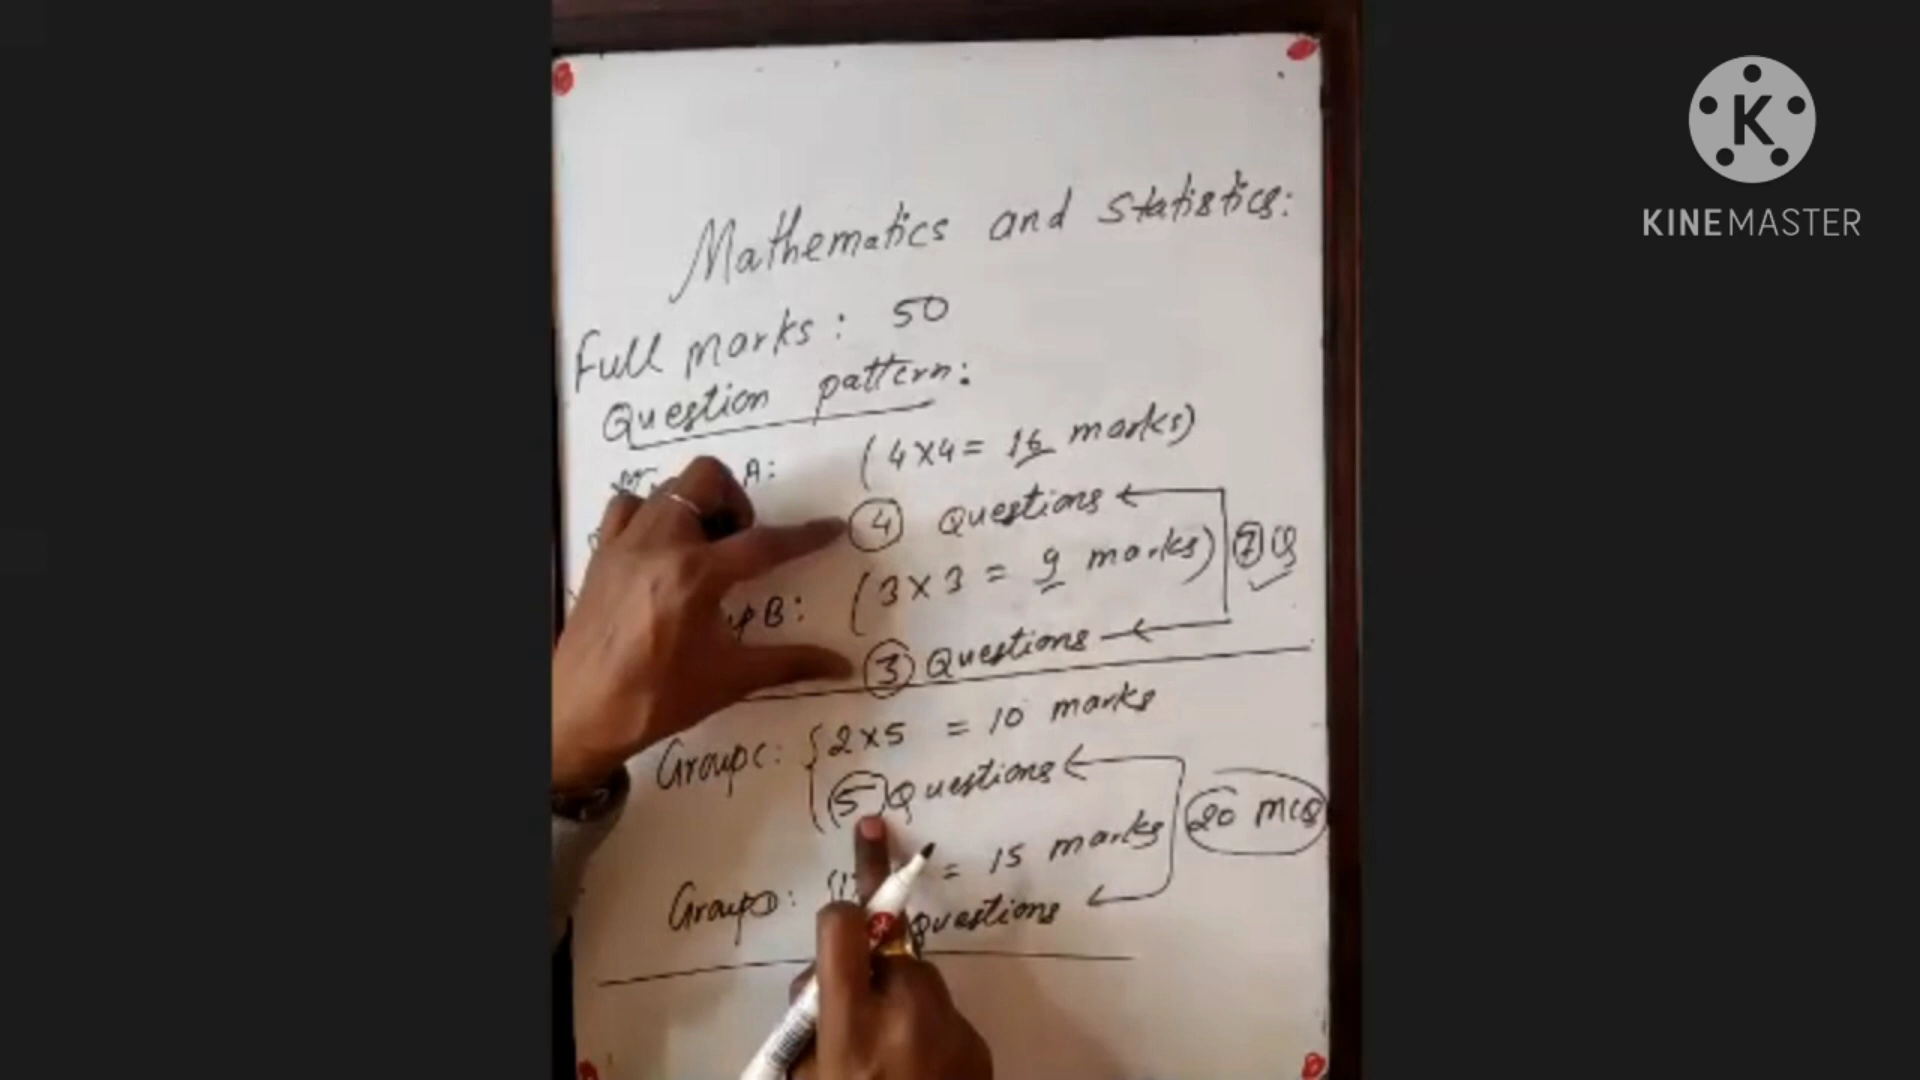 Mathematics and Statistics:
Full Marks: 50
Question pattern:
A: (4×4= 16 marks)
4 Questions
B: (3×3 = 9 marks) 7 Q
3 Questions
Group C: 2×5 = 10 marks
5 Questions
20 MCQ
Group D: = 15 marks
Questions
K
KINEMASTER